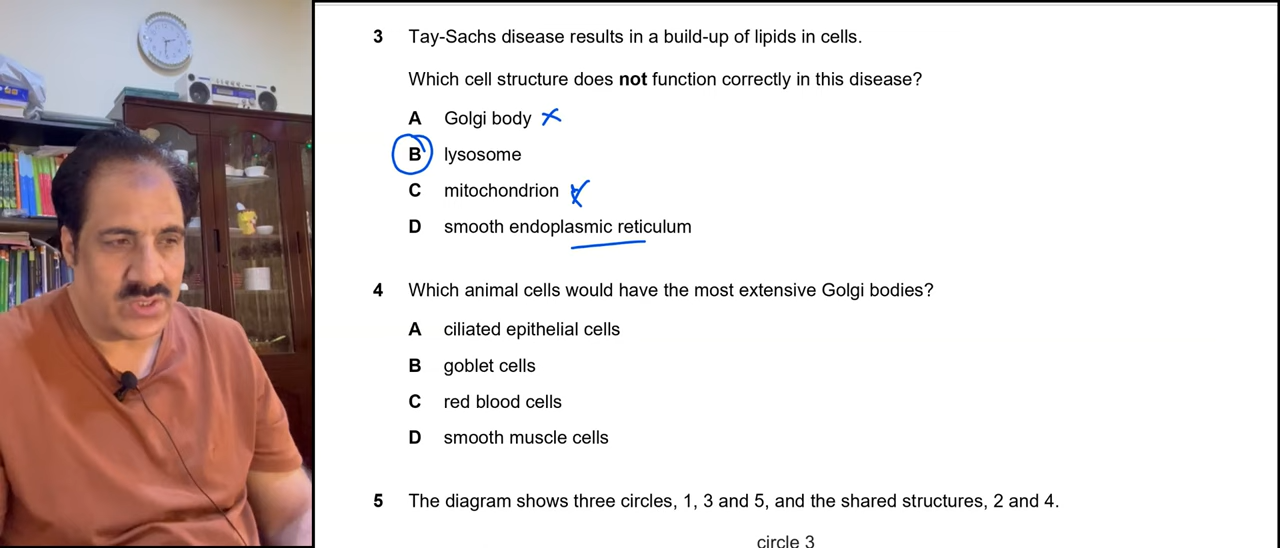 3 Tay-Sachs disease results in a build-up of lipids in cells.
Which cell structure does not function correctly in this disease?
A Golgi body
B lysosome
C mitochondrion
D smooth endoplasmic reticulum
4 Which animal cells would have the most extensive Golgi bodies?
A ciliated epithelial cells
B goblet cells
C red blood cells
D smooth muscle cells
5 The diagram shows three circles, 1, 3 and 5, and the shared structures, 2 and 4.
circle 3